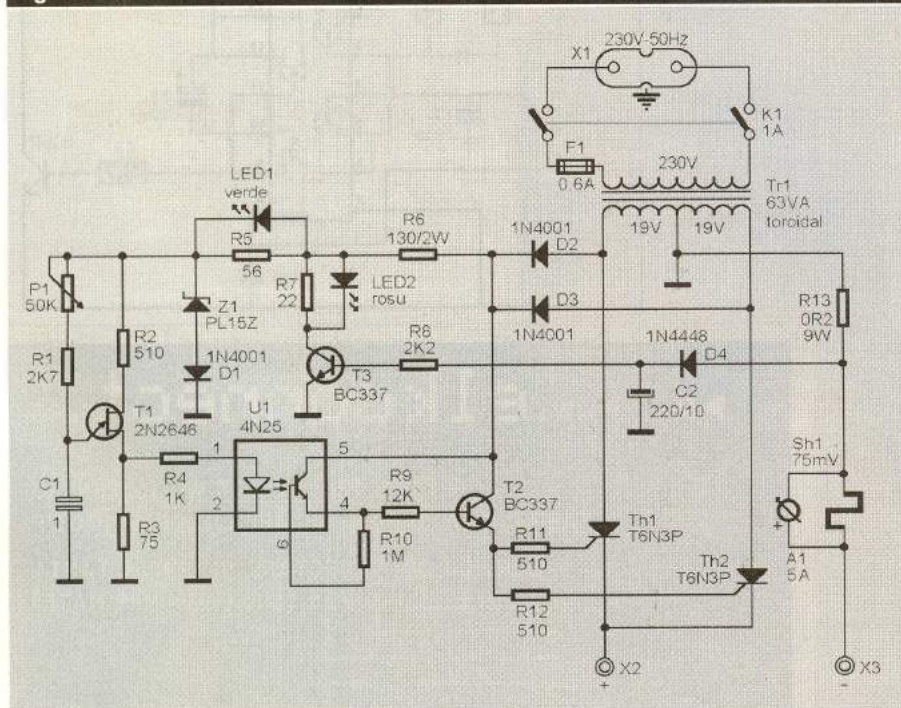 230V-50Hz
X1
K1
1A
F1
0.6A
230V
Tr1
63VA
toroidal
19V
19V
LED1
verde
R5
56
R6
130/2W
1N4001
D2
P1
50K
R2
510
Z1
PL15Z
R7
22
LED2
rosu
D3
1N4001
R13
0R2
9W
R1
2K7
1N4001
D1
R8
2K2
1N4448
D4
T3
BC337
C2
220/10
T1
2N2646
U1
4N25
Sh1
75mV
C1
1
R4
1K
1
5
R9
12K
T2
BC337
2
4
6
R3
75
R10
1M
R11
510
Th1
T6N3P
+
A1
5A
Th2
T6N3P
R12
510
X2
+
X3
-